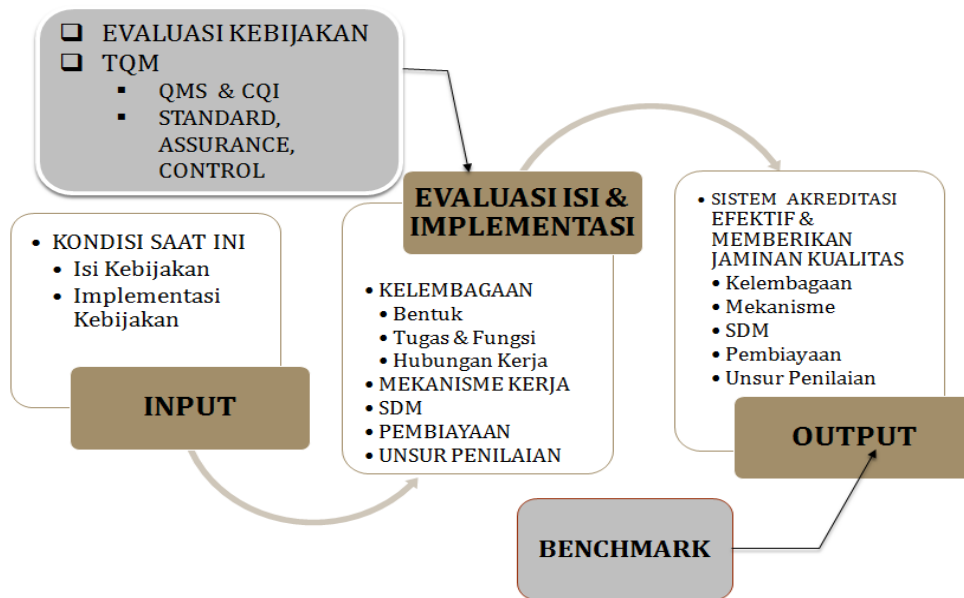 ❑ EVALUASI KEBIJAKAN
❑ TQM
▪ QMS & CQI
▪ STANDARD,
ASSURANCE,
CONTROL
• KONDISI SAAT INI
• Isi Kebijakan
• Implementasi
Kebijakan
INPUT
EVALUASI ISI &
IMPLEMENTASI
• KELEMBAGAAN
• Bentuk
• Tugas & Fungsi
• Hubungan Kerja
• MEKANISME KERJA
• SDM
• PEMBIAYAAN
• UNSUR PENILAIAN
• SISTEM AKREDITASI
EFEKTIF &
MEMBERIKAN
JAMINAN KUALITAS
• Kelembagaan
• Mekanisme
• SDM
• Pembiayaan
• Unsur Penilaian
OUTPUT
BENCHMARK